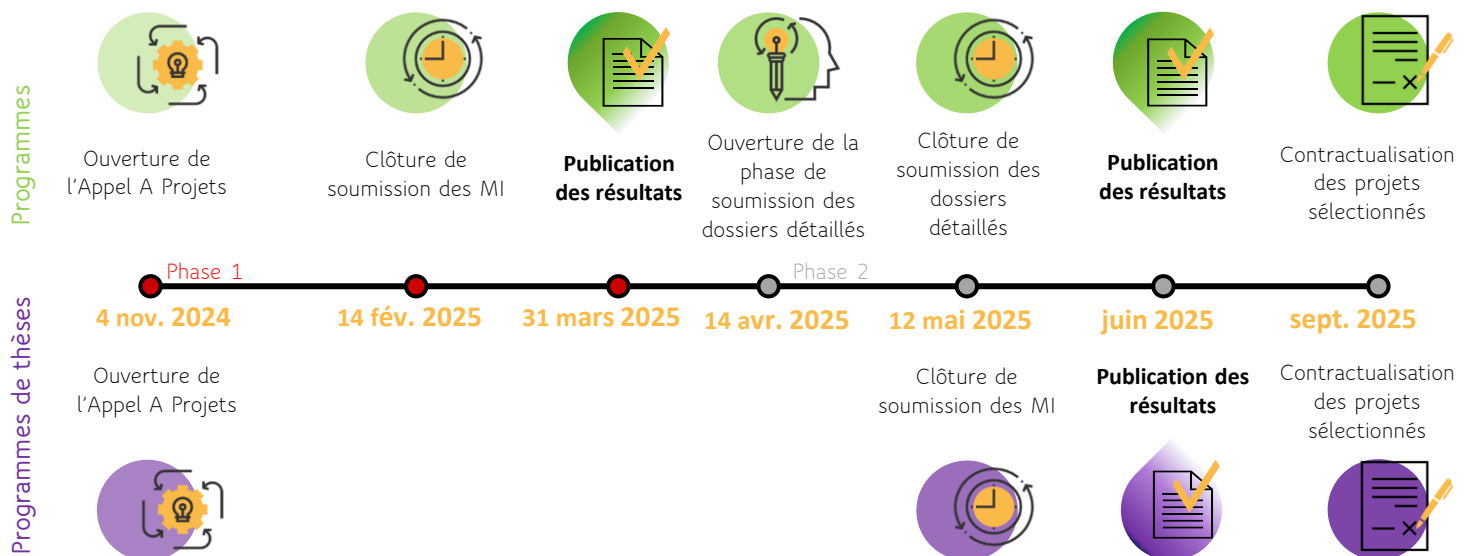 Programmes
Ouverture de
l'Appel A Projets
Clôture de
soumission des MI
Publication
des résultats
Ouverture de la
phase de
soumission des
dossiers détaillés
Clôture de
soumission des
dossiers
détaillés
Publication
des résultats
Contractualisation
des projets
sélectionnés
Phase 1
Phase 2
4 nov. 2024
14 fév. 2025
31 mars 2025
14 avr. 2025
12 mai 2025
juin 2025
sept. 2025
Programmes de thèses
Ouverture de
l'Appel A Projets
Clôture de
soumission des MI
Publication des
résultats
Contractualisation
des projets
sélectionnés